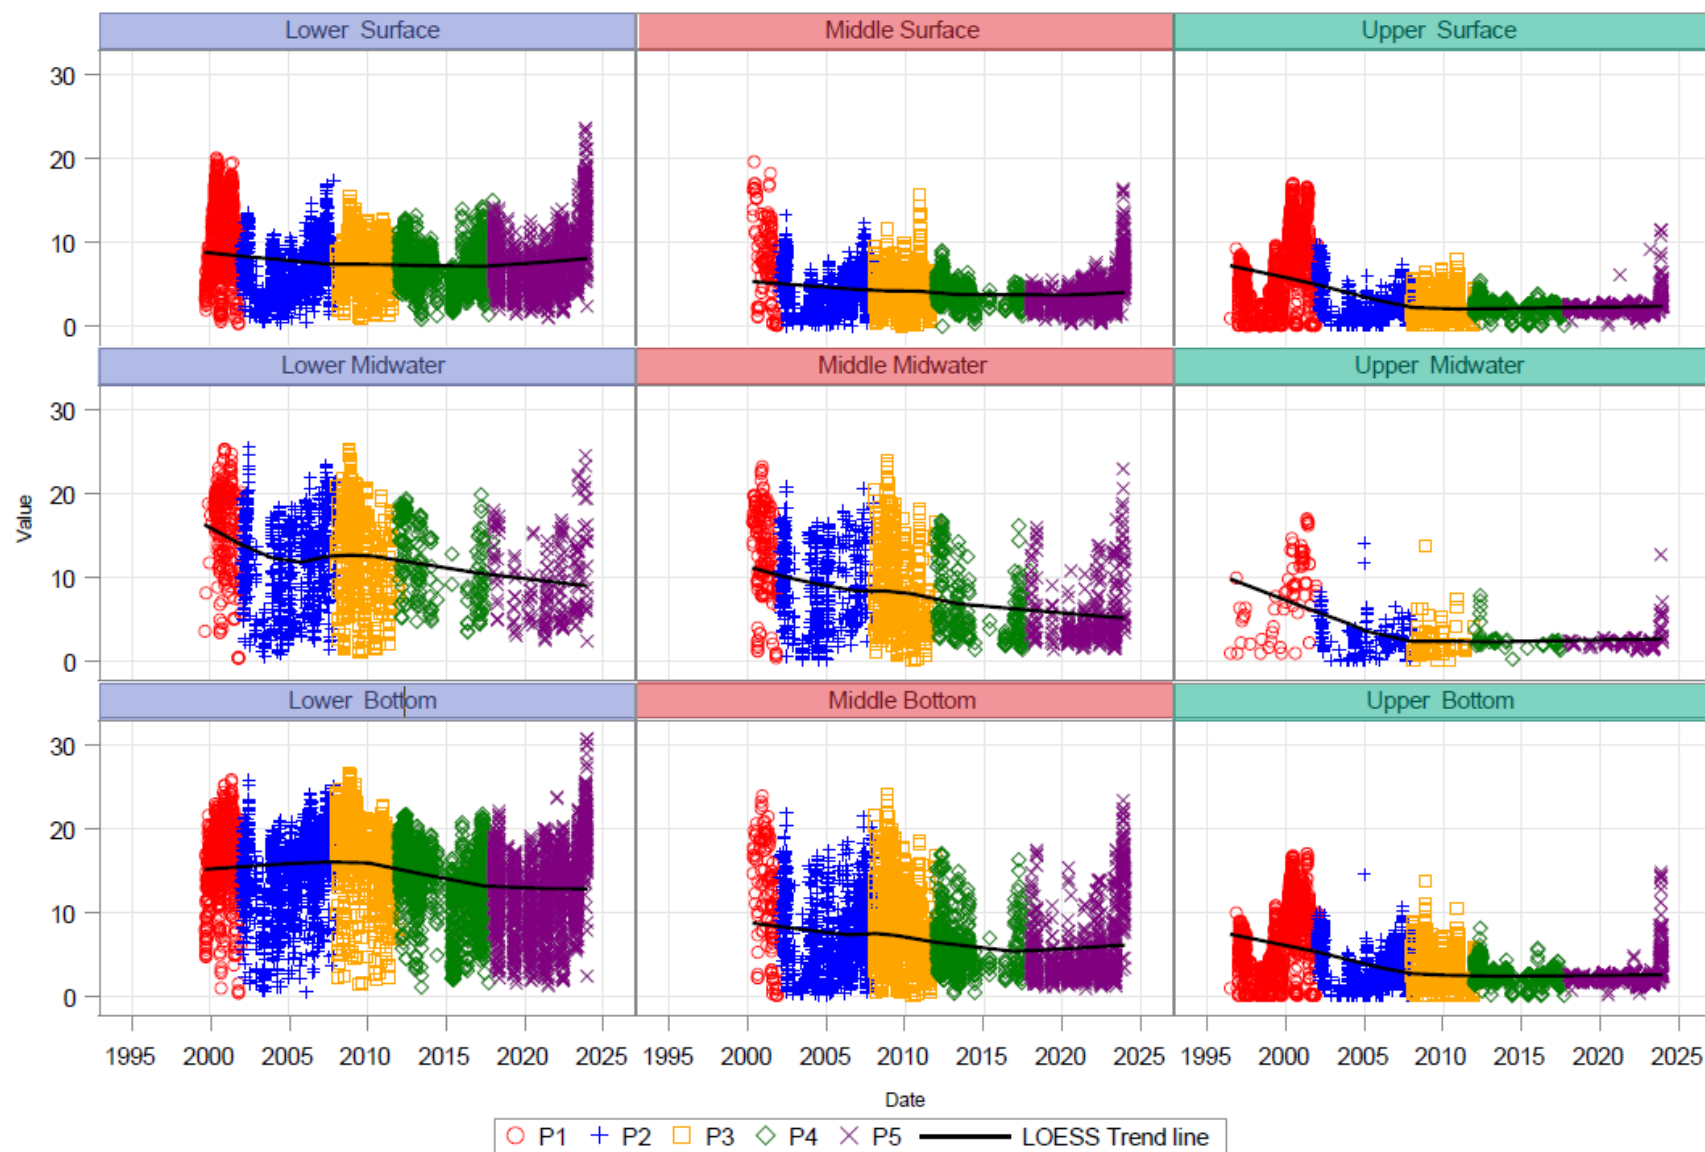 Lower Surface Middle Surface Upper Surface
30
20
10
0
Lower Midwater Middle Midwater Upper Midwater
30
20
10
0
Value
Lower Bottom Middle Bottom Upper Bottom
30
20
10
0
1995 2000 2005 2010 2015 2020 2025 1995 2000 2005 2010 2015 2020 2025 1995 2000 2005 2010 2015 2020 2025
Date
P1 P2 P3 P4 P5 LOESS Trend line